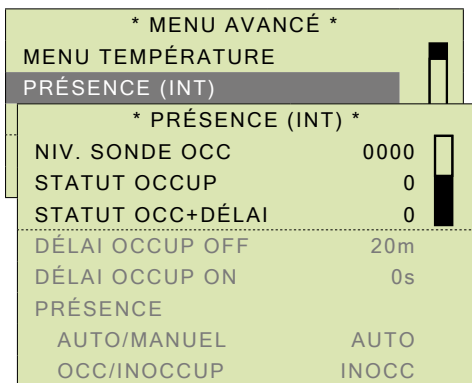 * MENU AVANCÉ *
MENU TEMPÉRATURE
PRÉSENCE (INT)
* PRÉSENCE (INT) *
NIV. SONDE OCC 0000
STATUT OCCUP 0
STATUT OCC+DÉLAI 0
DÉLAI OCCUP OFF 20m
DÉLAI OCCUP ON 0s
PRÉSENCE
AUTO/MANUEL AUTO
OCC/INOCCUP INOCC